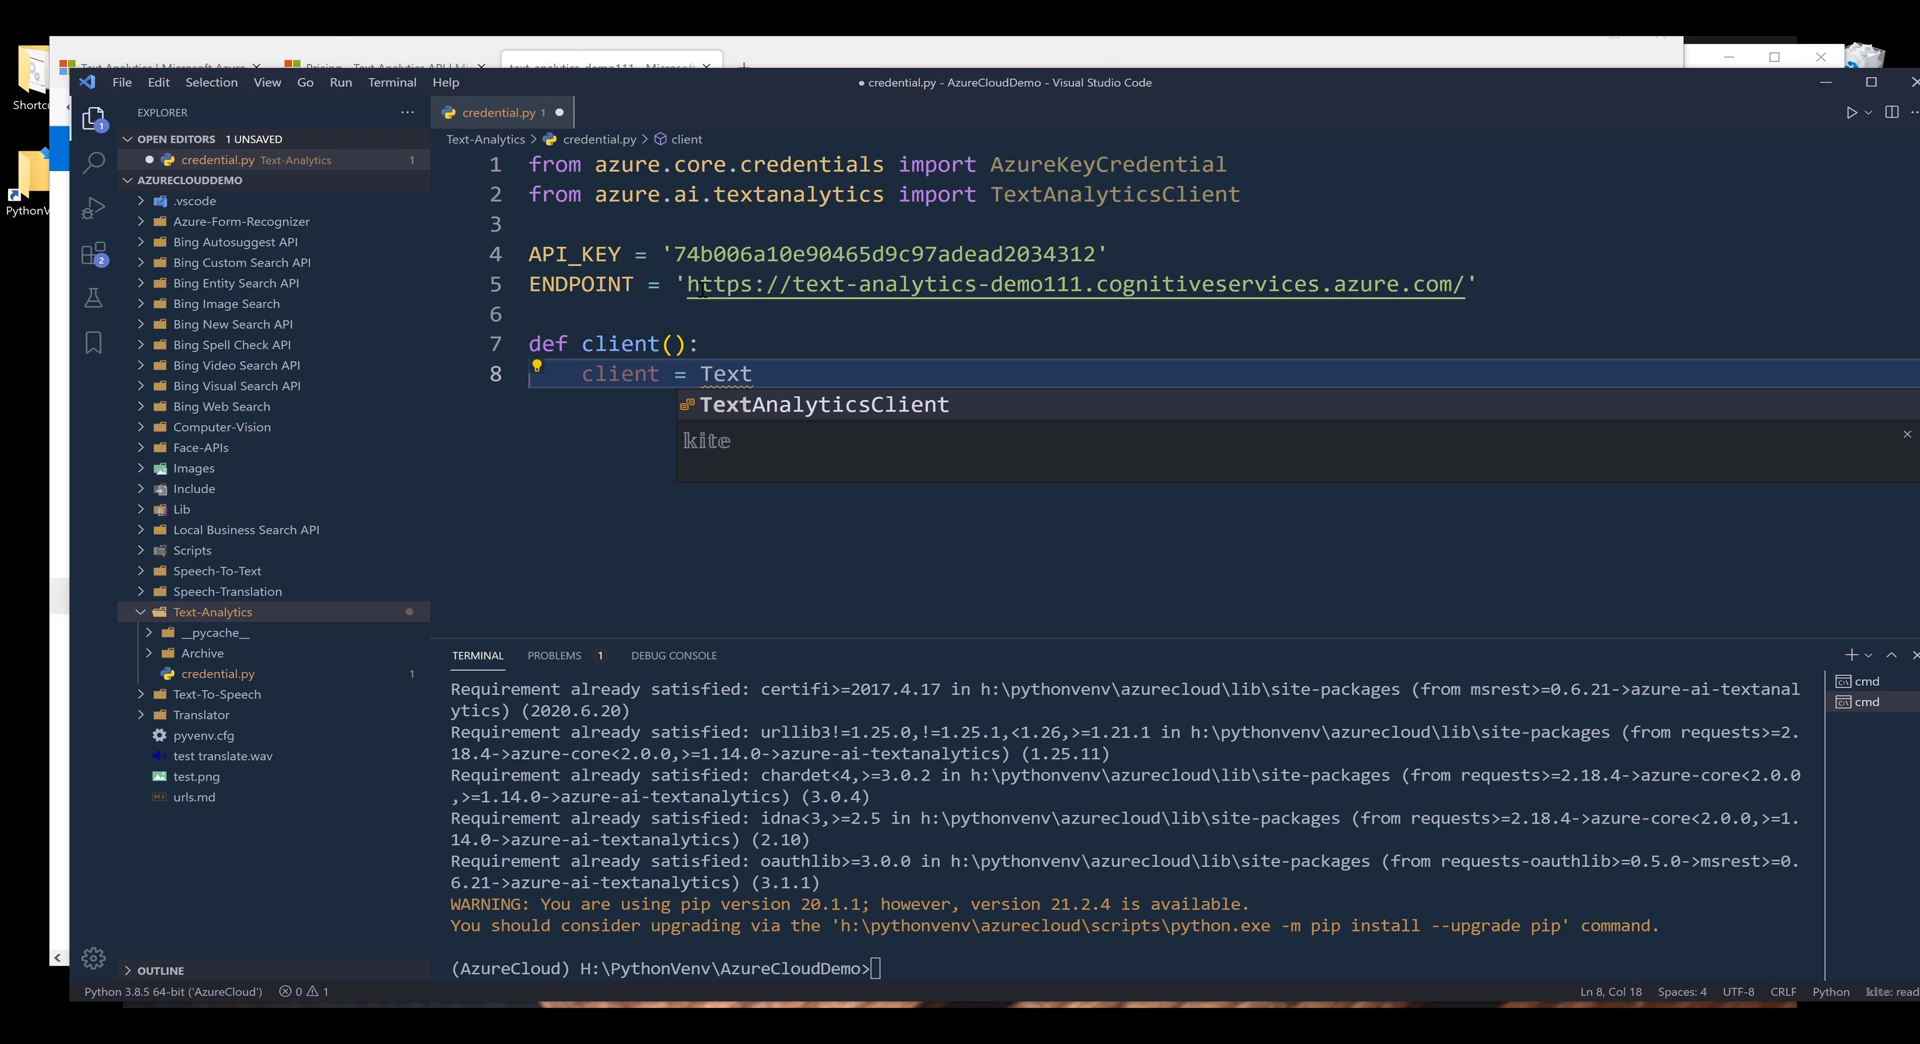 Shortcu
PythonV
File Edit Selection View Go Run Terminal Help
● credential.py - AzureCloudDemo - Visual Studio Code
EXPLORER
OPEN EDITORS 1 UNSAVED
credential.py Text-Analytics 1
AZURECLOUDDEMO
.vscode
Azure-Form-Recognizer
Bing Autosuggest API
Bing Custom Search API
Bing Entity Search API
Bing Image Search
Bing New Search API
Bing Spell Check API
Bing Video Search API
Bing Visual Search API
Bing Web Search
Computer-Vision
Face-APIs
Images
Include
Lib
Local Business Search API
Scripts
Speech-To-Text
Speech-Translation
Text-Analytics
__pycache__
Archive
credential.py 1
Text-To-Speech
Translator
pyvenv.cfg
test translate.wav
test.png
urls.md
OUTLINE
credential.py 1
Text-Analytics > credential.py > client
1 from azure.core.credentials import AzureKeyCredential
2 from azure.ai.textanalytics import TextAnalyticsClient
3
4 API_KEY = '74b006a10e90465d9c97adead2034312'
5 ENDPOINT = 'https://text-analytics-demo111.cognitiveservices.azure.com/'
6
7 def client():
8 client = Text
TextAnalyticsClient
kite
TERMINAL PROBLEMS 1 DEBUG CONSOLE
cmd
cmd
Requirement already satisfied: certifi>=2017.4.17 in h:\pythonvenv\azurecloud\lib\site-packages (from msrest>=0.6.21->azure-ai-textanal
ytics) (2020.6.20)
Requirement already satisfied: urllib3!=1.25.0,!=1.25.1,<1.26,>=1.21.1 in h:\pythonvenv\azurecloud\lib\site-packages (from requests>=2.
18.4->azure-core<2.0.0,>=1.14.0->azure-ai-textanalytics) (1.25.11)
Requirement already satisfied: chardet<4,>=3.0.2 in h:\pythonvenv\azurecloud\lib\site-packages (from requests>=2.18.4->azure-core<2.0.0
,>=1.14.0->azure-ai-textanalytics) (3.0.4)
Requirement already satisfied: idna<3,>=2.5 in h:\pythonvenv\azurecloud\lib\site-packages (from requests>=2.18.4->azure-core<2.0.0,>=1.
14.0->azure-ai-textanalytics) (2.10)
Requirement already satisfied: oauthlib>=3.0.0 in h:\pythonvenv\azurecloud\lib\site-packages (from requests-oauthlib>=0.5.0->msrest>=0.
6.21->azure-ai-textanalytics) (3.1.1)
WARNING: You are using pip version 20.1.1; however, version 21.2.4 is available.
You should consider upgrading via the 'h:\pythonvenv\azurecloud\scripts\python.exe -m pip install --upgrade pip' command.
(AzureCloud) H:\PythonVenv\AzureCloudDemo>
Python 3.8.5 64-bit ('AzureCloud') 0 1
Ln 8, Col 18 Spaces: 4 UTF-8 CRLF Python kite: read